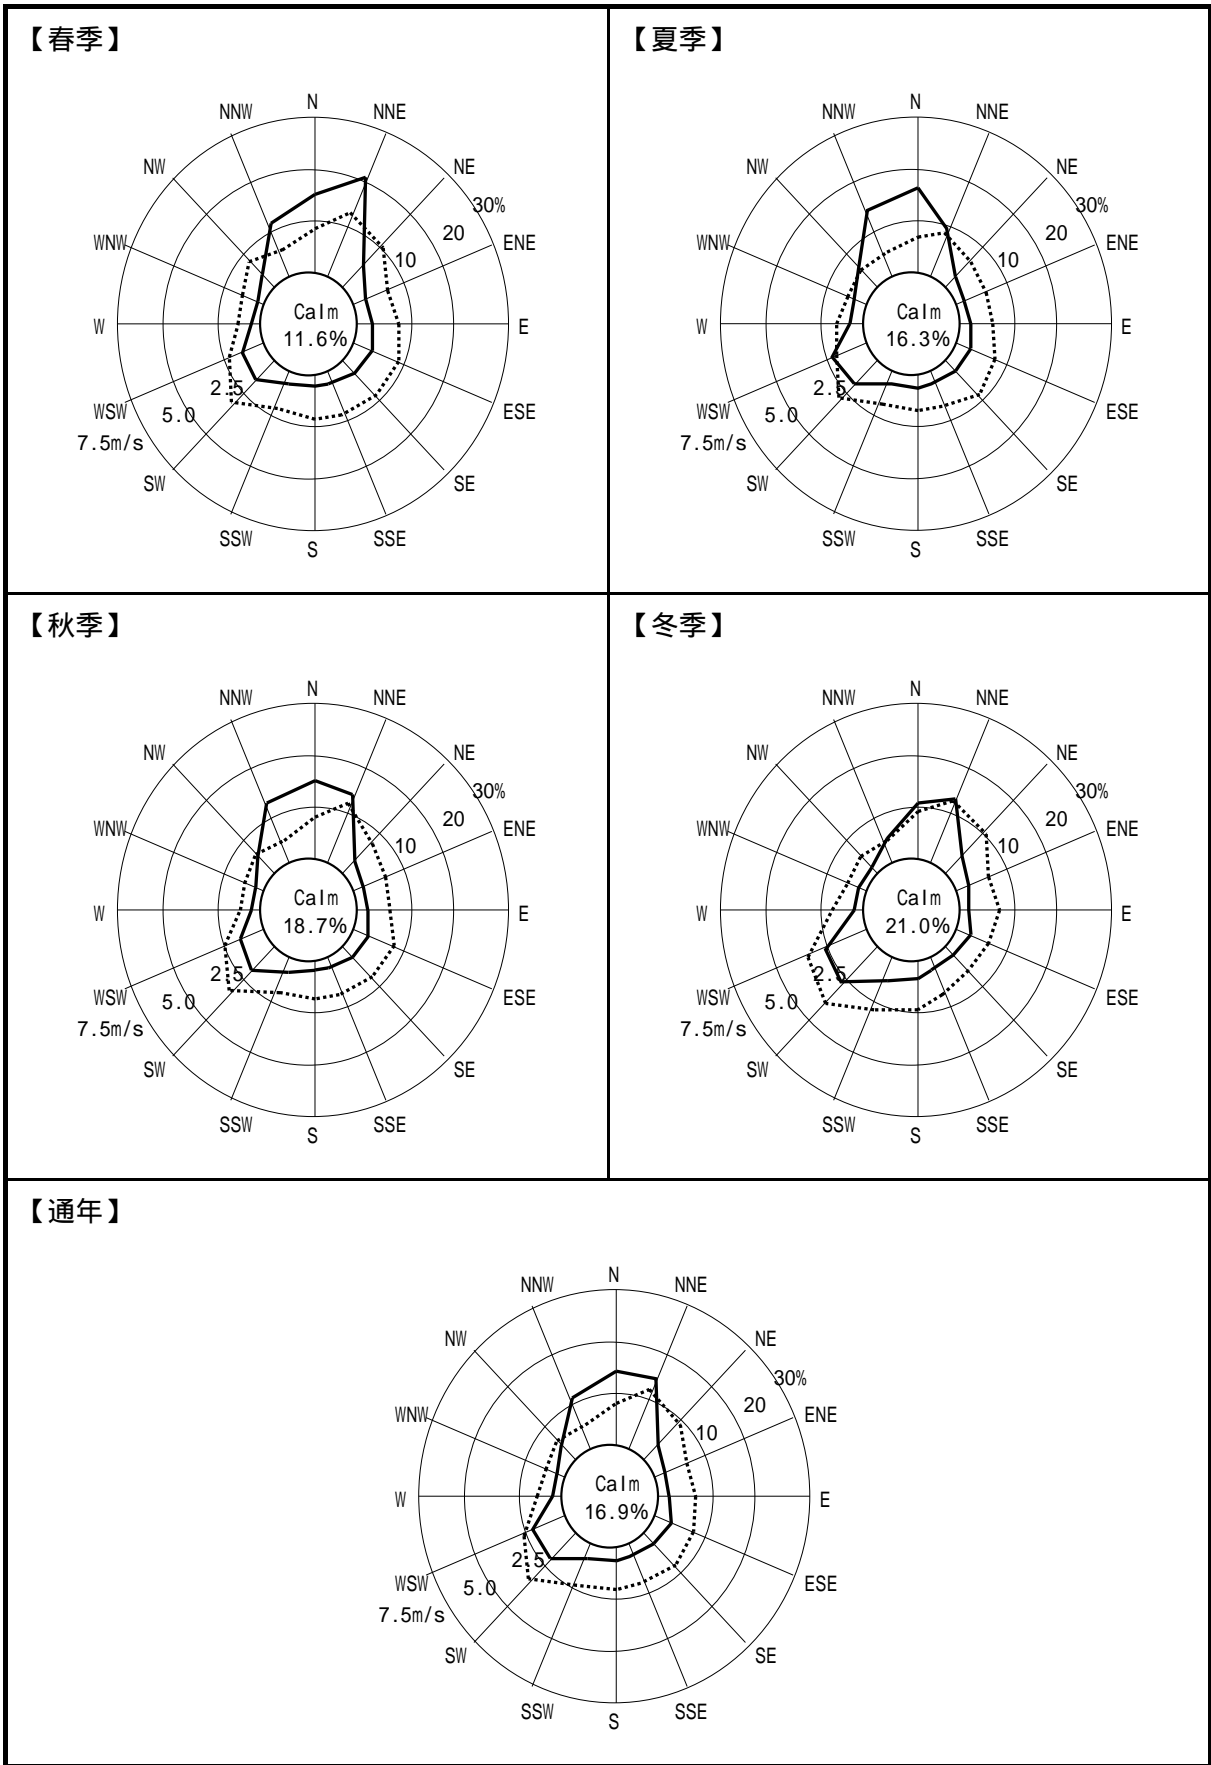 【春季】
N
NNW
NNE
NW
NE
30%
WNW
20
ENE
10
Calm
W
11.6%
E
2.5
WSW
5.0
ESE
7.5m/s
SW
SE
SSW
SSE
S
【夏季】
N
NNW
NNE
NW
NE
30%
WNW
20
ENE
10
Calm
W
16.3%
E
2.5
WSW
5.0
ESE
7.5m/s
SW
SE
SSW
SSE
S
【秋季】
N
NNW
NNE
NW
NE
30%
WNW
20
ENE
10
Calm
W
18.7%
E
2.5
WSW
5.0
ESE
7.5m/s
SW
SE
SSW
SSE
S
【冬季】
N
NNW
NNE
NW
NE
30%
WNW
20
ENE
10
Calm
W
21.0%
E
2.5
WSW
5.0
ESE
7.5m/s
SW
SE
SSW
SSE
S
【通年】
N
NNW
NNE
NW
NE
30%
WNW
20
ENE
10
Calm
W
16.9%
E
2.5
WSW
5.0
ESE
7.5m/s
SW
SE
SSW
SSE
S